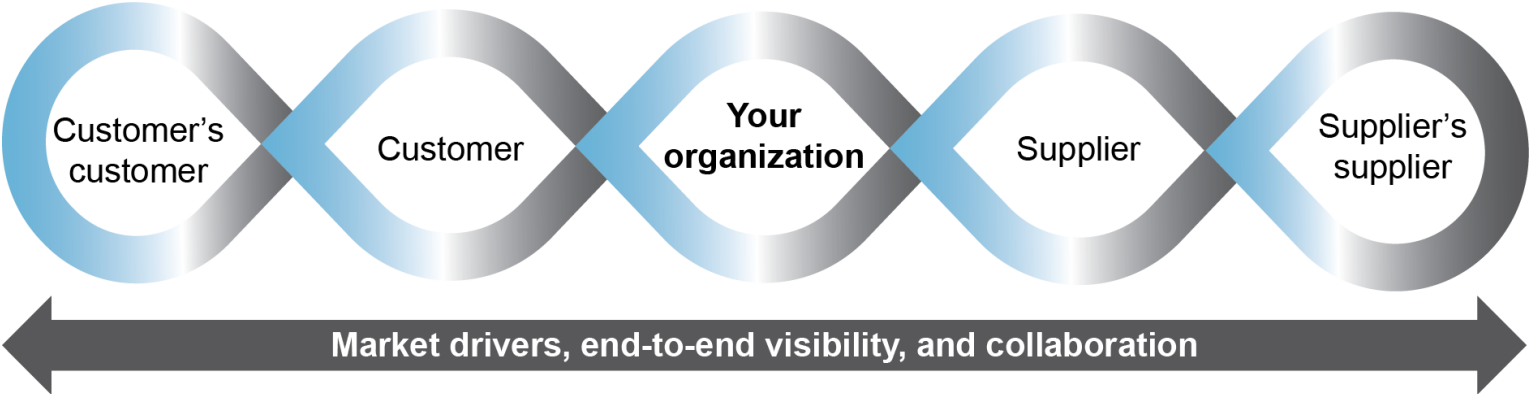 Customer's
customer
Customer
Your
organization
Supplier
Supplier's
supplier
Market drivers, end-to-end visibility, and collaboration